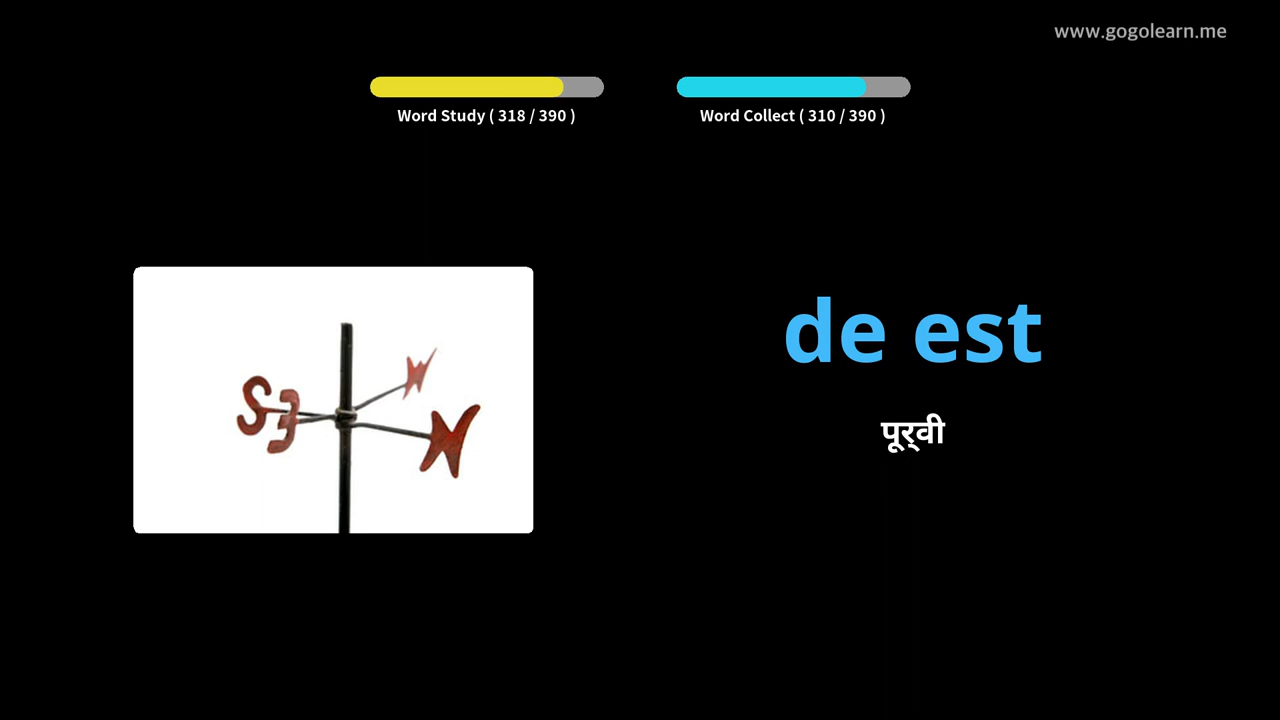 www.gogolearn.me
Word Study ( 318 / 390 )
Word Collect ( 310 / 390 )
S E N W
de est
पूर्वी